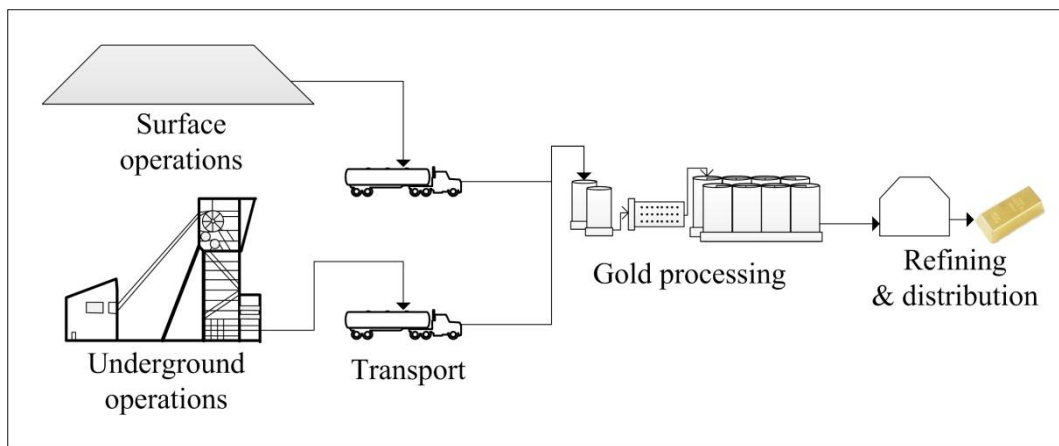 Surface
operations
Underground
operations
Transport
Gold processing
Refining
& distribution